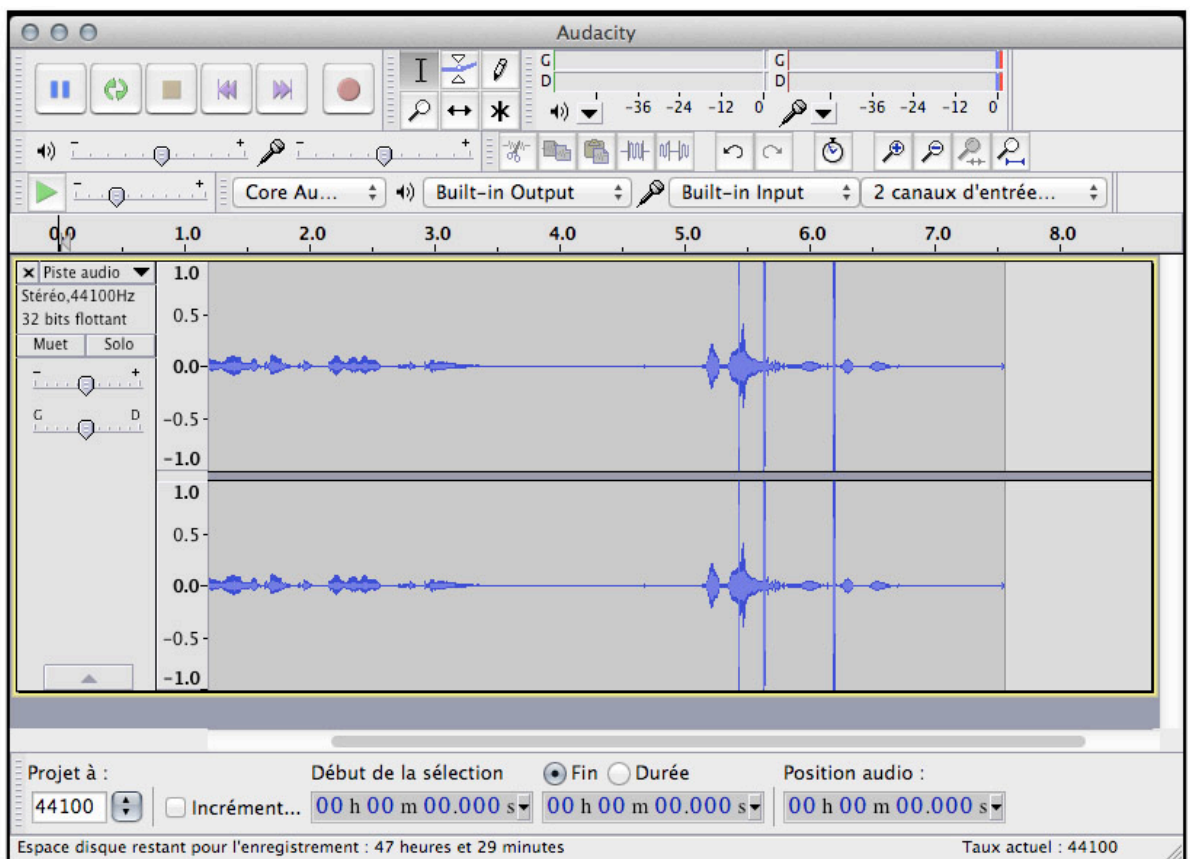 Audacity
G
D
-36 -24 -12 0
G
D
-36 -24 -12 0
- +
- +
- +
Core Au...
Built-in Output
Built-in Input
2 canaux d'entrée...
0,0 1.0 2.0 3.0 4.0 5.0 6.0 7.0 8.0
Piste audio
Stéréo,44100Hz
32 bits flottant
Muet Solo
- +
G D
1.0
0.5
0.0
-0.5
-1.0
1.0
0.5
0.0
-0.5
-1.0
Projet à :
44100
Incrément...
Début de la sélection
00 h 00 m 00.000 s
Fin Durée
00 h 00 m 00.000 s
Position audio :
00 h 00 m 00.000 s
Espace disque restant pour l'enregistrement : 47 heures et 29 minutes
Taux actuel : 44100